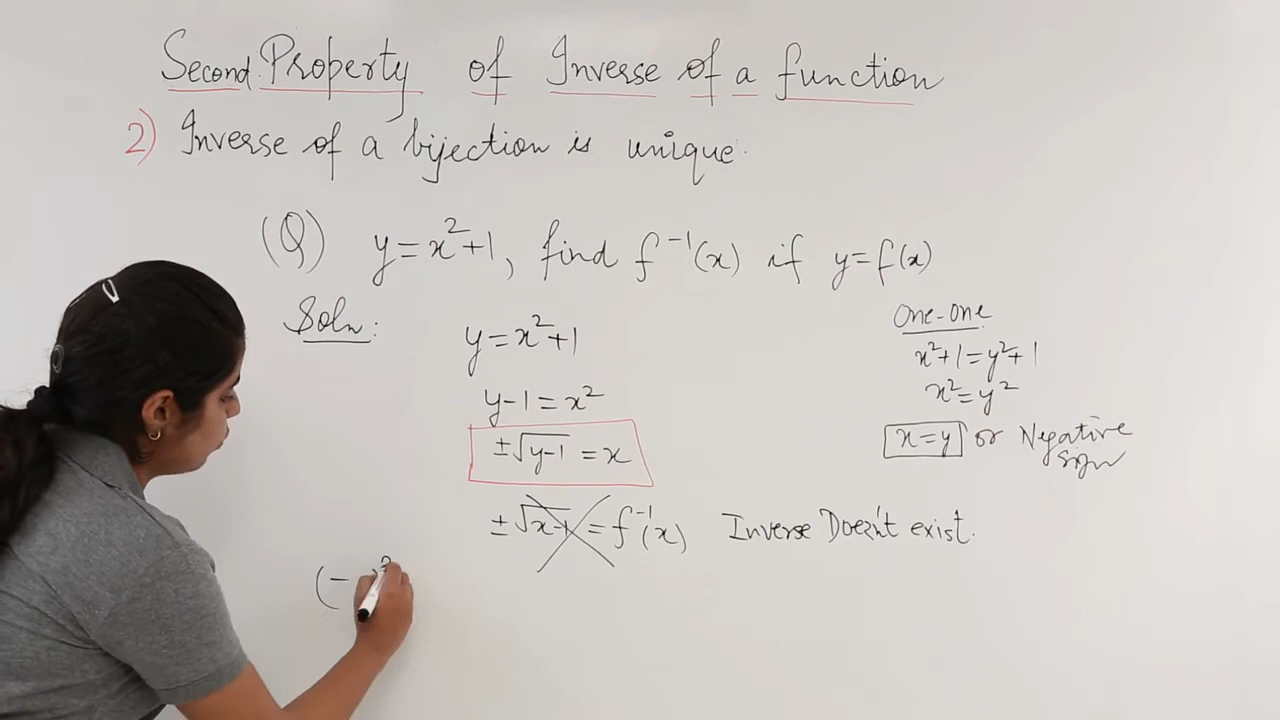 Second Property of Inverse of a function
2) Inverse of a bijection is unique.
(Q) y=x²+1, find f⁻¹(x) if y=f(x)
Soln:
y=x²+1
y-1=x²
±√(y-1) =x
±√(x-1) =f⁻¹(x) Inverse Doesn't exist.
(- )²
One-one
x²+1=y²+1
x²=y²
x=y or Negative
sign